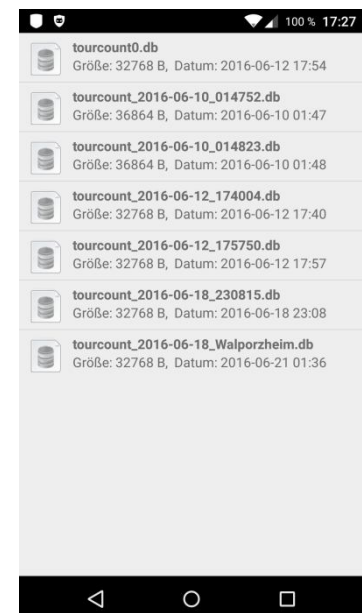 100 % 17:27
tourcount0.db
Größe: 32768 B, Datum: 2016-06-12 17:54
tourcount_2016-06-10_014752.db
Größe: 36864 B, Datum: 2016-06-10 01:47
tourcount_2016-06-10_014823.db
Größe: 36864 B, Datum: 2016-06-10 01:48
tourcount_2016-06-12_174004.db
Größe: 32768 B, Datum: 2016-06-12 17:40
tourcount_2016-06-12_175750.db
Größe: 32768 B, Datum: 2016-06-12 17:57
tourcount_2016-06-18_230815.db
Größe: 32768 B, Datum: 2016-06-18 23:08
tourcount_2016-06-18_Walporzheim.db
Größe: 32768 B, Datum: 2016-06-21 01:36